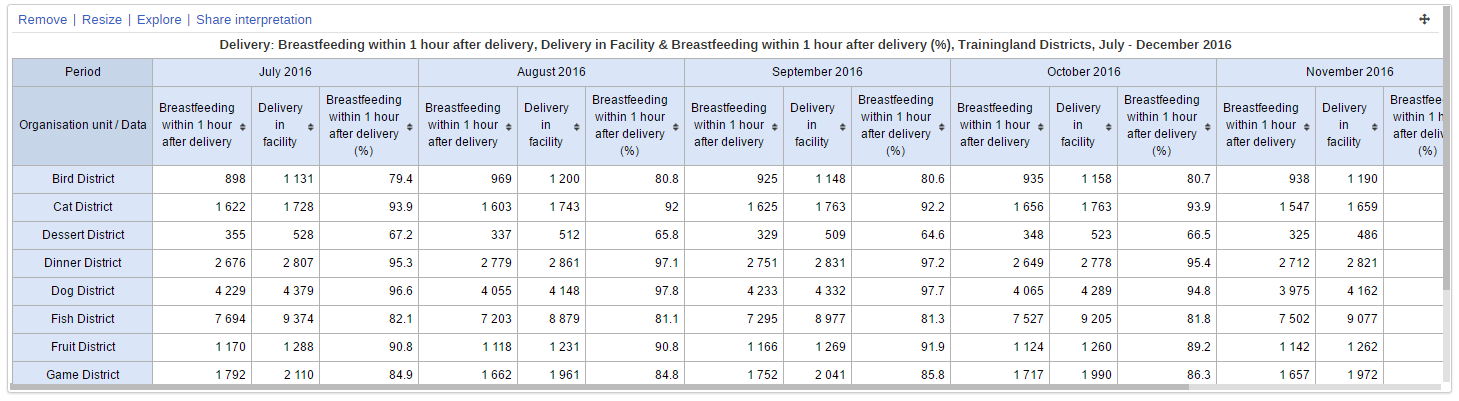 Remove | Resize | Explore | Share interpretation
Delivery: Breastfeeding within 1 hour after delivery, Delivery in Facility & Breastfeeding within 1 hour after delivery (%), Trainingland Districts, July - December 2016
Period July 2016 August 2016 September 2016 October 2016 November 2016
Organisation unit / Data Breastfeeding within 1 hour after delivery Delivery in facility Breastfeeding within 1 hour after delivery (%) Breastfeeding within 1 hour after delivery Delivery in facility Breastfeeding within 1 hour after delivery (%) Breastfeeding within 1 hour after delivery Delivery in facility Breastfeeding within 1 hour after delivery (%) Breastfeeding within 1 hour after delivery Delivery in facility Breastfeeding within 1 hour after delivery (%) Breastfeeding within 1 hour after delivery Delivery in facility
Bird District 898 1 131 79.4 969 1 200 80.8 925 1 148 80.6 935 1 158 80.7 938 1 190
Cat District 1 622 1 728 93.9 1 603 1 743 92 1 625 1 763 92.2 1 656 1 763 93.9 1 547 1 659
Dessert District 355 528 67.2 337 512 65.8 329 509 64.6 348 523 66.5 325 486
Dinner District 2 676 2 807 95.3 2 779 2 861 97.1 2 751 2 831 97.2 2 649 2 778 95.4 2 712 2 821
Dog District 4 229 4 379 96.6 4 055 4 148 97.8 4 233 4 332 97.7 4 065 4 289 94.8 3 975 4 162
Fish District 7 694 9 374 82.1 7 203 8 879 81.1 7 295 8 977 81.3 7 527 9 205 81.8 7 502 9 077
Fruit District 1 170 1 288 90.8 1 118 1 231 90.8 1 166 1 269 91.9 1 124 1 260 89.2 1 142 1 262
Game District 1 792 2 110 84.9 1 662 1 961 84.8 1 752 2 041 85.8 1 717 1 990 86.3 1 657 1 972